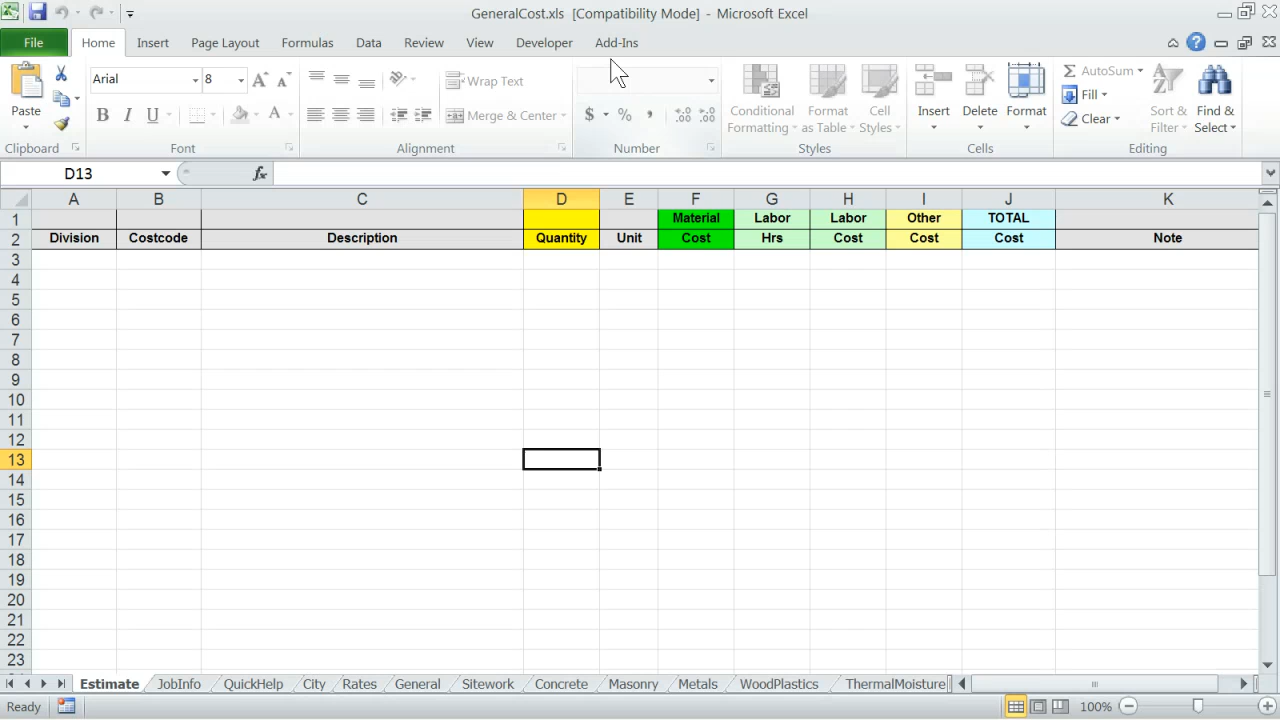 GeneralCost.xls [Compatibility Mode] - Microsoft Excel
File Home Insert Page Layout Formulas Data Review View Developer Add-Ins
Arial 8 Wrap Text AutoSum
Paste B I U Merge & Center $ % , Conditional Formatting Format as Table Cell Styles Insert Delete Format Fill Clear Sort & Filter Find & Select
Clipboard Font Alignment Number Styles Cells Editing
D13 fx
A B C D E F G H I J K
1 Material Labor Labor Other TOTAL
2 Division Costcode Description Quantity Unit Cost Hrs Cost Cost Cost Note
3
4
5
6
7
8
9
10
11
12
13
14
15
16
17
18
19
20
21
22
23
Estimate JobInfo QuickHelp City Rates General Sitework Concrete Masonry Metals WoodPlastics ThermalMoisture
Ready 100%